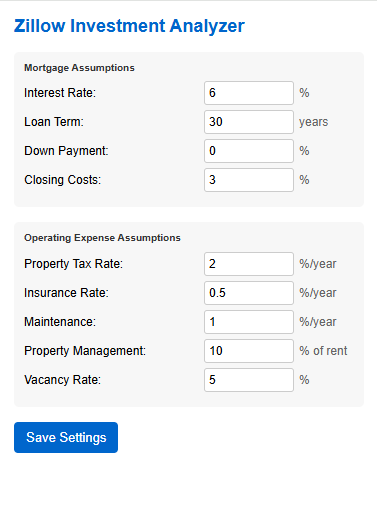 Zillow Investment Analyzer
Mortgage Assumptions
Interest Rate: 6 %
Loan Term: 30 years
Down Payment: 0 %
Closing Costs: 3 %
Operating Expense Assumptions
Property Tax Rate: 2 %/year
Insurance Rate: 0.5 %/year
Maintenance: 1 %/year
Property Management: 10 % of rent
Vacancy Rate: 5 %
Save Settings